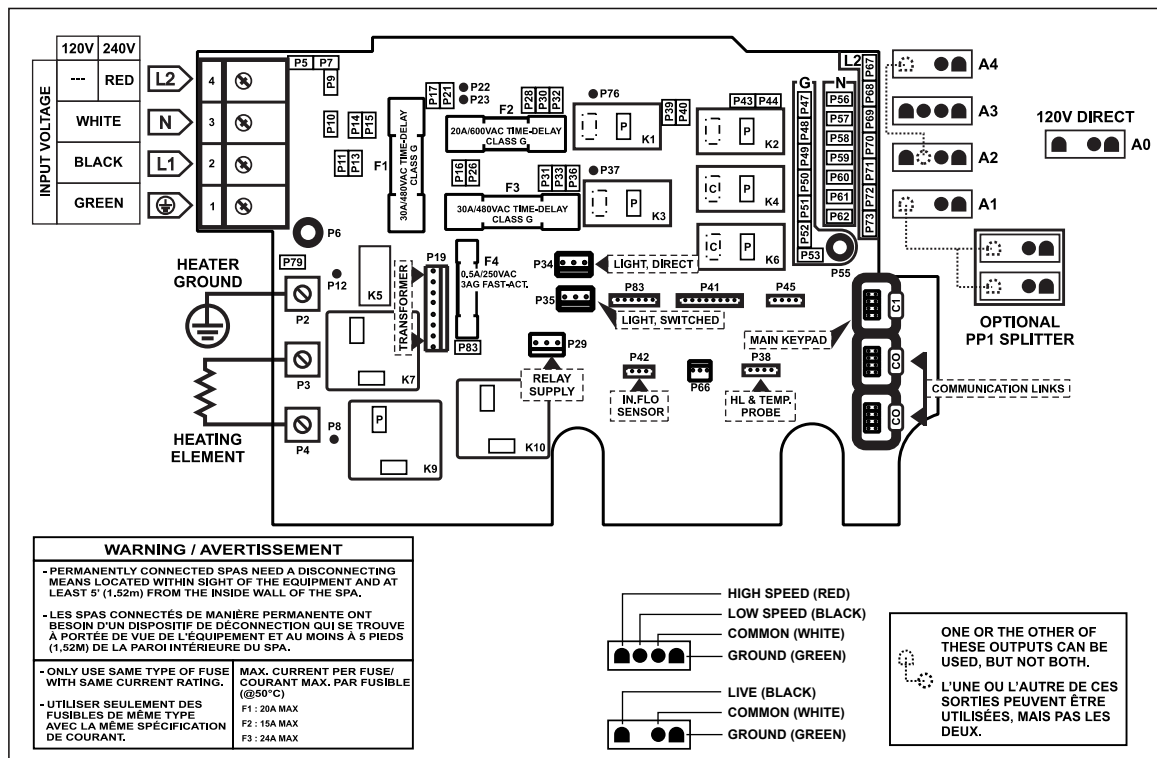 120V 240V
INPUT VOLTAGE
--- RED L2 4
WHITE N 3
BLACK L1 2
GREEN 1
P5 P7
P9
P10
P14
P15
P11
P13
F1
30A/480VAC TIME-DELAY
CLASS G
P17
P21
P22
P23
F2
P28
P30
P32
20A/600VAC TIME-DELAY
CLASS G
P16
P26
F3
P31
P33
P36
30A/480VAC TIME-DELAY
CLASS G
P76
P K1
P37
P K3
P39
P40
P43 P44
P K2
C P K4
C P K6
G
P47
P48
P49
P50
P51
P52
P53
N
P56
P57
P58
P59
P60
P61
P62
P55
L2
P67
P68
P69
P70
P71
P72
P73
A4
A3
A2
A1
120V DIRECT
A0
OPTIONAL
PP1 SPLITTER
P6
P79
P12
K5
HEATER
GROUND
P2
P3
P4
P8
HEATING
ELEMENT
K7
P K9
K10
P19
TRANSFORMER
F4
0.5A/250VAC
3AG FAST-ACT.
P83
P34
LIGHT, DIRECT
P35
LIGHT, SWITCHED
P83
P41
P45
P29
RELAY
SUPPLY
P42
IN.FLO
SENSOR
P66
P38
HL & TEMP.
PROBE
MAIN KEYPAD
C1
CO
CO
COMMUNICATION LINKS
WARNING / AVERTISSEMENT
- PERMANENTLY CONNECTED SPAS NEED A DISCONNECTING
MEANS LOCATED WITHIN SIGHT OF THE EQUIPMENT AND AT
LEAST 5' (1.52m) FROM THE INSIDE WALL OF THE SPA.
- LES SPAS CONNECTÉS DE MANIÈRE PERMANENTE ONT
BESOIN D'UN DISPOSITIF DE DÉCONNECTION QUI SE TROUVE
À PORTÉE DE VUE DE L'ÉQUIPEMENT ET AU MOINS À 5 PIEDS
(1,52M) DE LA PAROI INTÉRIEURE DU SPA.
- ONLY USE SAME TYPE OF FUSE
WITH SAME CURRENT RATING.
- UTILISER SEULEMENT DES
FUSIBLES DE MÊME TYPE
AVEC LA MÊME SPÉCIFICATION
DE COURANT.
MAX. CURRENT PER FUSE/
COURANT MAX. PAR FUSIBLE
(@50°C)
F1 : 20A MAX
F2 : 15A MAX
F3 : 24A MAX
HIGH SPEED (RED)
LOW SPEED (BLACK)
COMMON (WHITE)
GROUND (GREEN)
LIVE (BLACK)
COMMON (WHITE)
GROUND (GREEN)
ONE OR THE OTHER OF
THESE OUTPUTS CAN BE
USED, BUT NOT BOTH.
L'UNE OU L'AUTRE DE CES
SORTIES PEUVENT ÊTRE
UTILISÉES, MAIS PAS LES
DEUX.